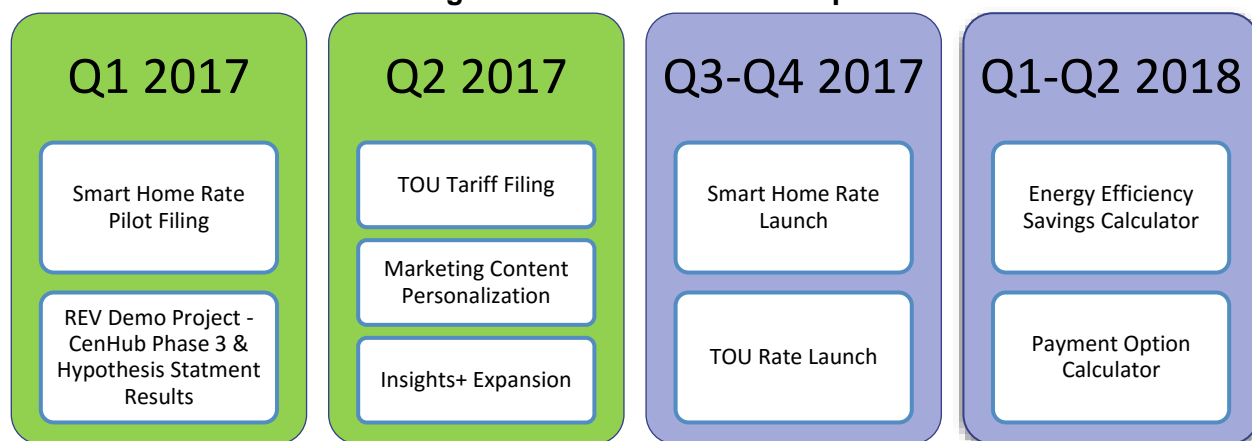 Q1 2017
Smart Home Rate
Pilot Filing
REV Demo Project -
CenHub Phase 3 &
Hypothesis Statment
Results
Q2 2017
TOU Tariff Filing
Marketing Content
Personalization
Insights+ Expansion
Q3-Q4 2017
Smart Home Rate
Launch
TOU Rate Launch
Q1-Q2 2018
Energy Efficiency
Savings Calculator
Payment Option
Calculator